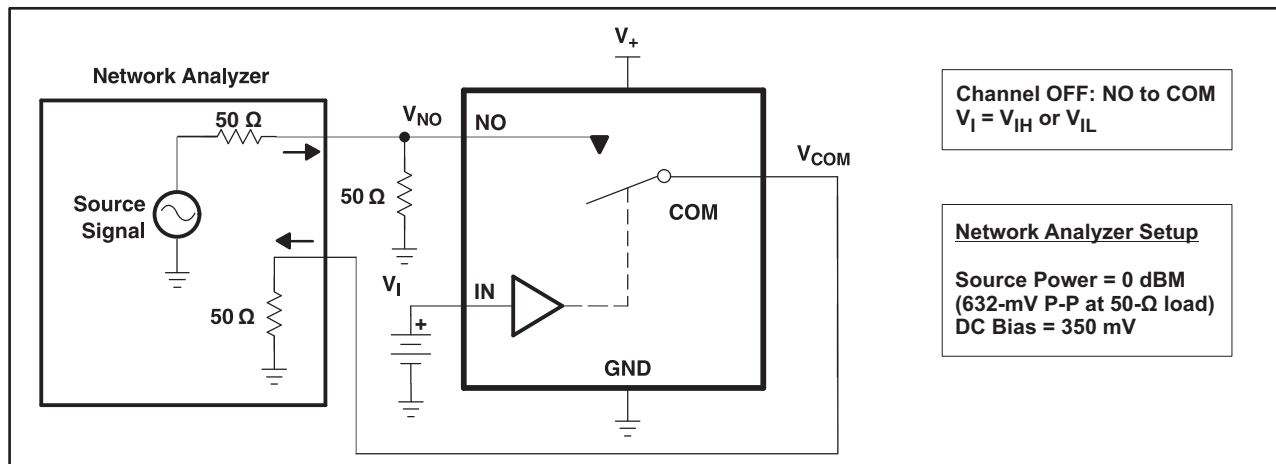 V+
Network Analyzer
50 Ω
VNO
NO
Channel OFF: NO to COM
VI = VIH or VIL
VCOM
50 Ω
Source
Signal
COM
Network Analyzer Setup
VI
IN
+
Source Power = 0 dBM
(632-mV P-P at 50-Ω load)
DC Bias = 350 mV
50 Ω
GND